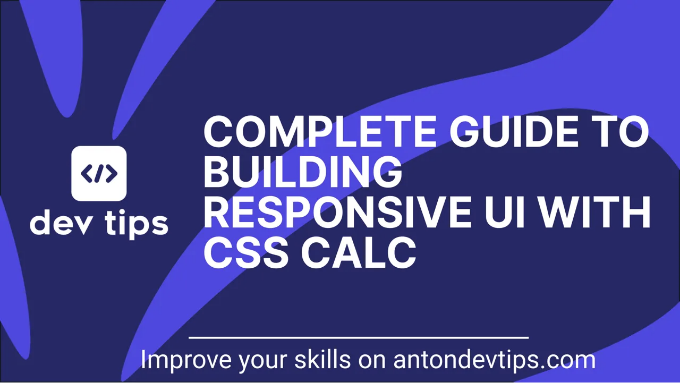 COMPLETE GUIDE TO
BUILDING
RESPONSIVE UI WITH
CSS CALC
</>
dev tips
Improve your skills on antondevtips.com